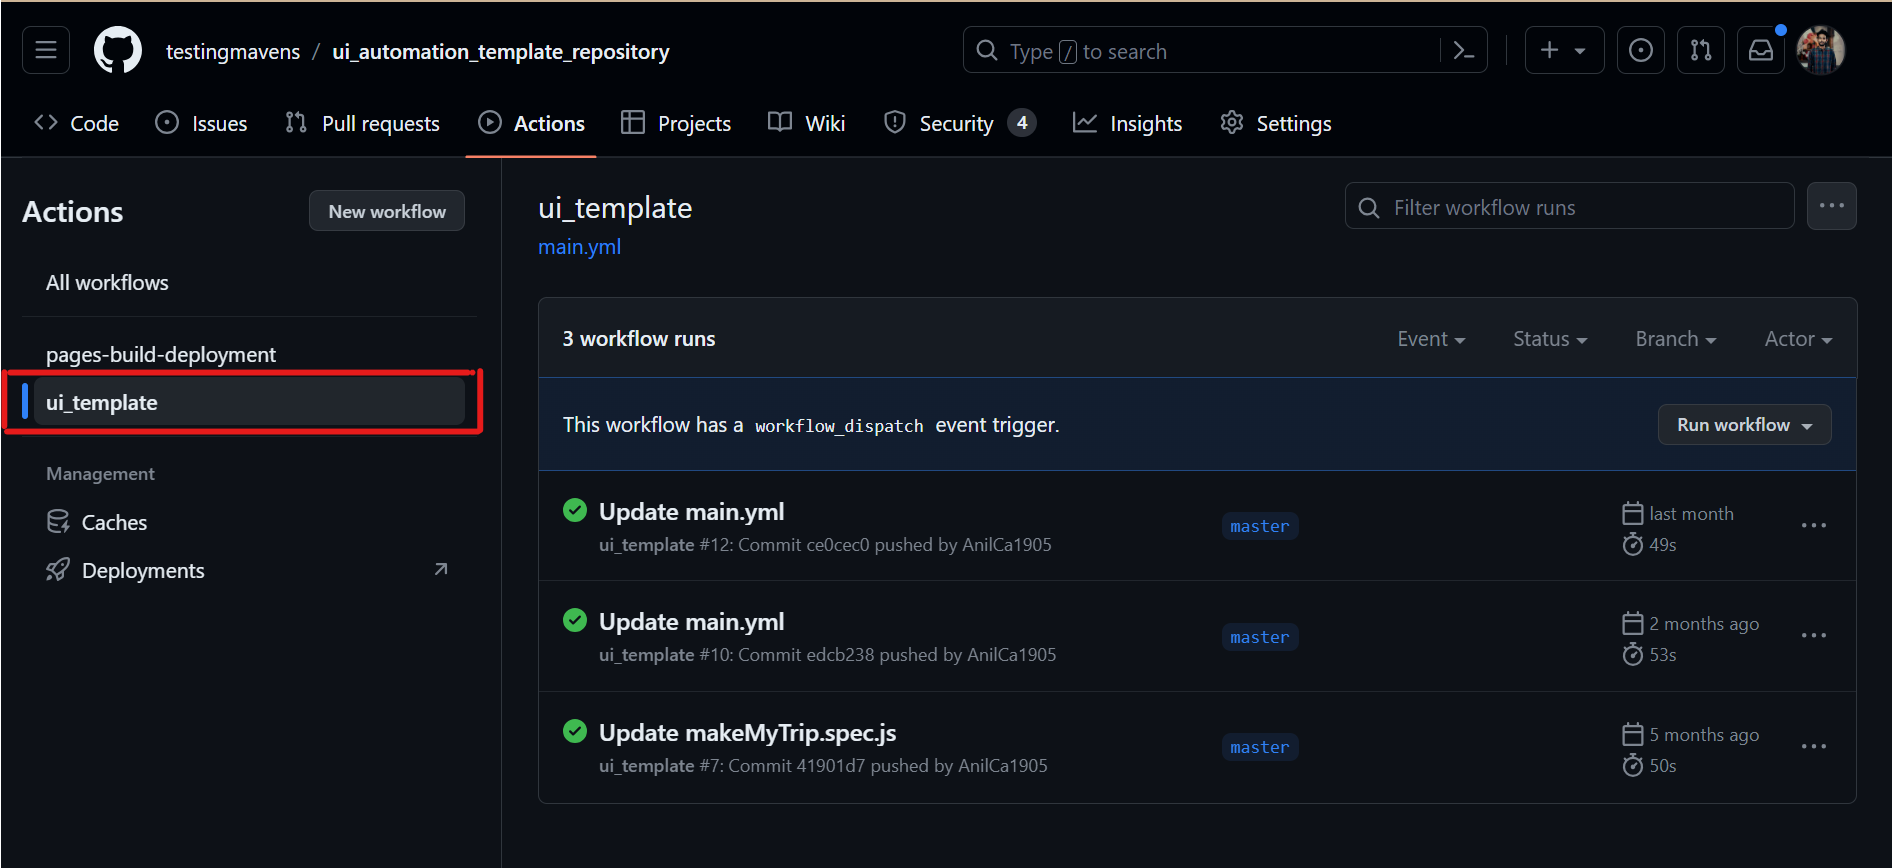 testingmavens / ui_automation_template_repository
Type / to search
Code
Issues
Pull requests
Actions
Projects
Wiki
Security 4
Insights
Settings
Actions
New workflow
All workflows
pages-build-deployment
ui_template
Management
Caches
Deployments
ui_template
main.yml
Filter workflow runs
3 workflow runs
Event
Status
Branch
Actor
This workflow has a workflow_dispatch event trigger.
Run workflow
Update main.yml
ui_template #12: Commit ce0cec0 pushed by AnilCa1905
master
last month
49s
Update main.yml
ui_template #10: Commit edcb238 pushed by AnilCa1905
master
2 months ago
53s
Update makeMyTrip.spec.js
ui_template #7: Commit 41901d7 pushed by AnilCa1905
master
5 months ago
50s